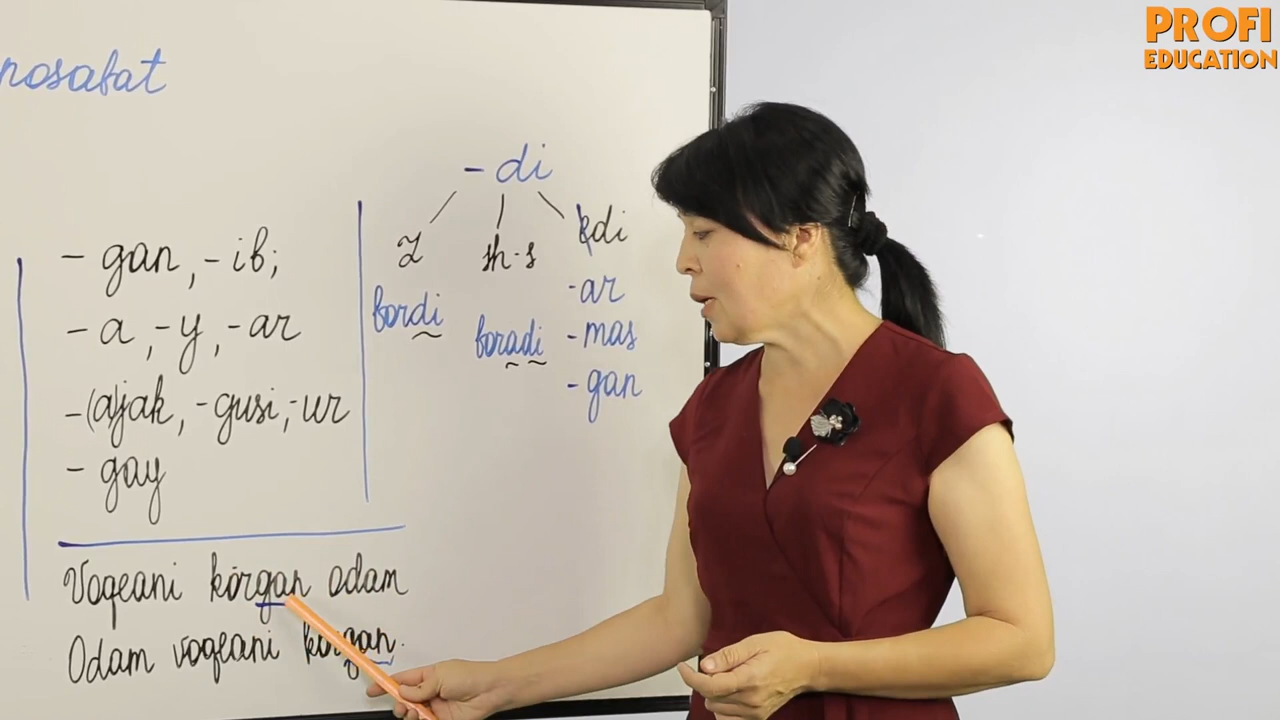 nosabat
- gan, - ib;
- a, - y, - ar
-(a)jak, - gusi, - ur
- gay
Voqeani ko'rgan odam
Odam voqeani ko'rgan.
- di
Z
sh-s
edi
bordi
boradi
-ar
-mas
-gan
PROFI
EDUCATION